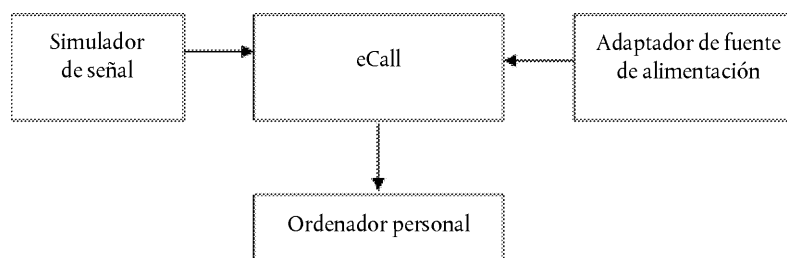 Simulador
de señal
eCall
Adaptador de fuente
de alimentación
Ordenador personal